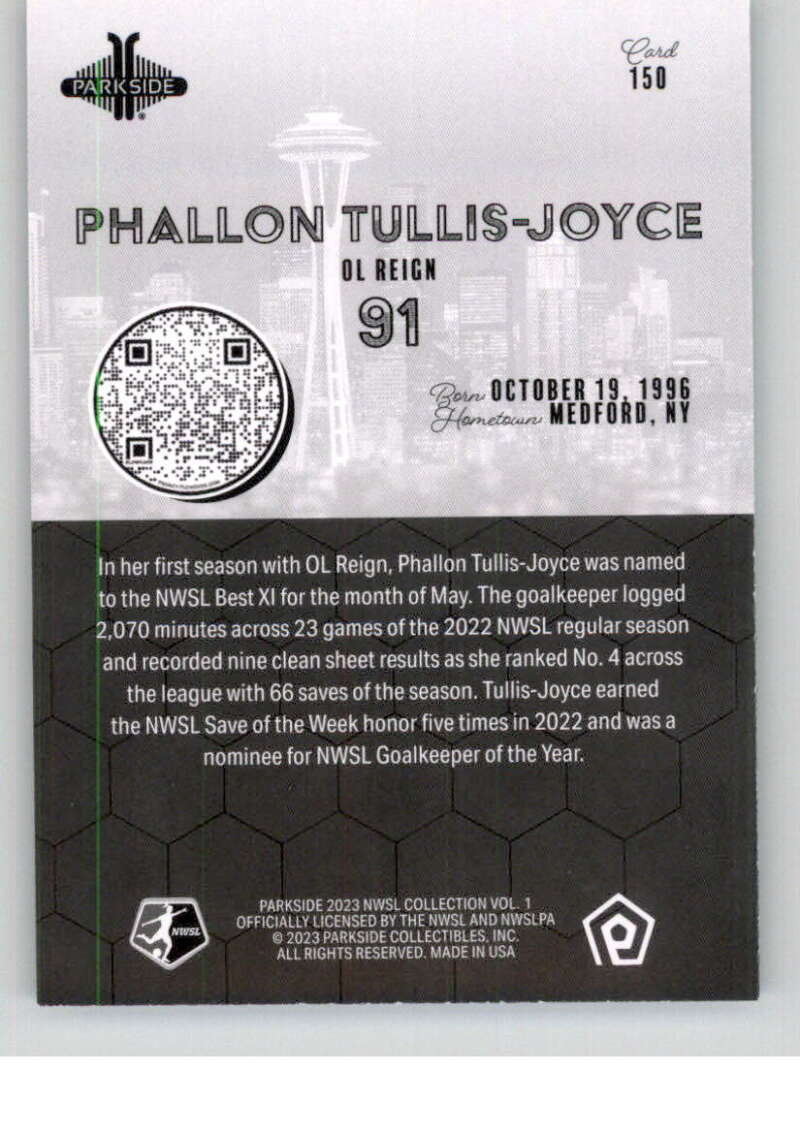 PARKSIDE
®
Card
150
PHALLON TULLIS-JOYCE
OL REIGN
91
Born OCTOBER 19, 1996
Hometown MEDFORD, NY
In her first season with OL Reign, Phallon Tullis-Joyce was named
to the NWSL Best XI for the month of May. The goalkeeper logged
2,070 minutes across 23 games of the 2022 NWSL regular season
and recorded nine clean sheet results as she ranked No. 4 across
the league with 66 saves of the season. Tullis-Joyce earned
the NWSL Save of the Week honor five times in 2022 and was a
nominee for NWSL Goalkeeper of the Year.
NWSL
PARKSIDE 2023 NWSL COLLECTION VOL. 1
OFFICIALLY LICENSED BY THE NWSL AND NWSLPA
© 2023 PARKSIDE COLLECTIBLES, INC.
ALL RIGHTS RESERVED. MADE IN USA